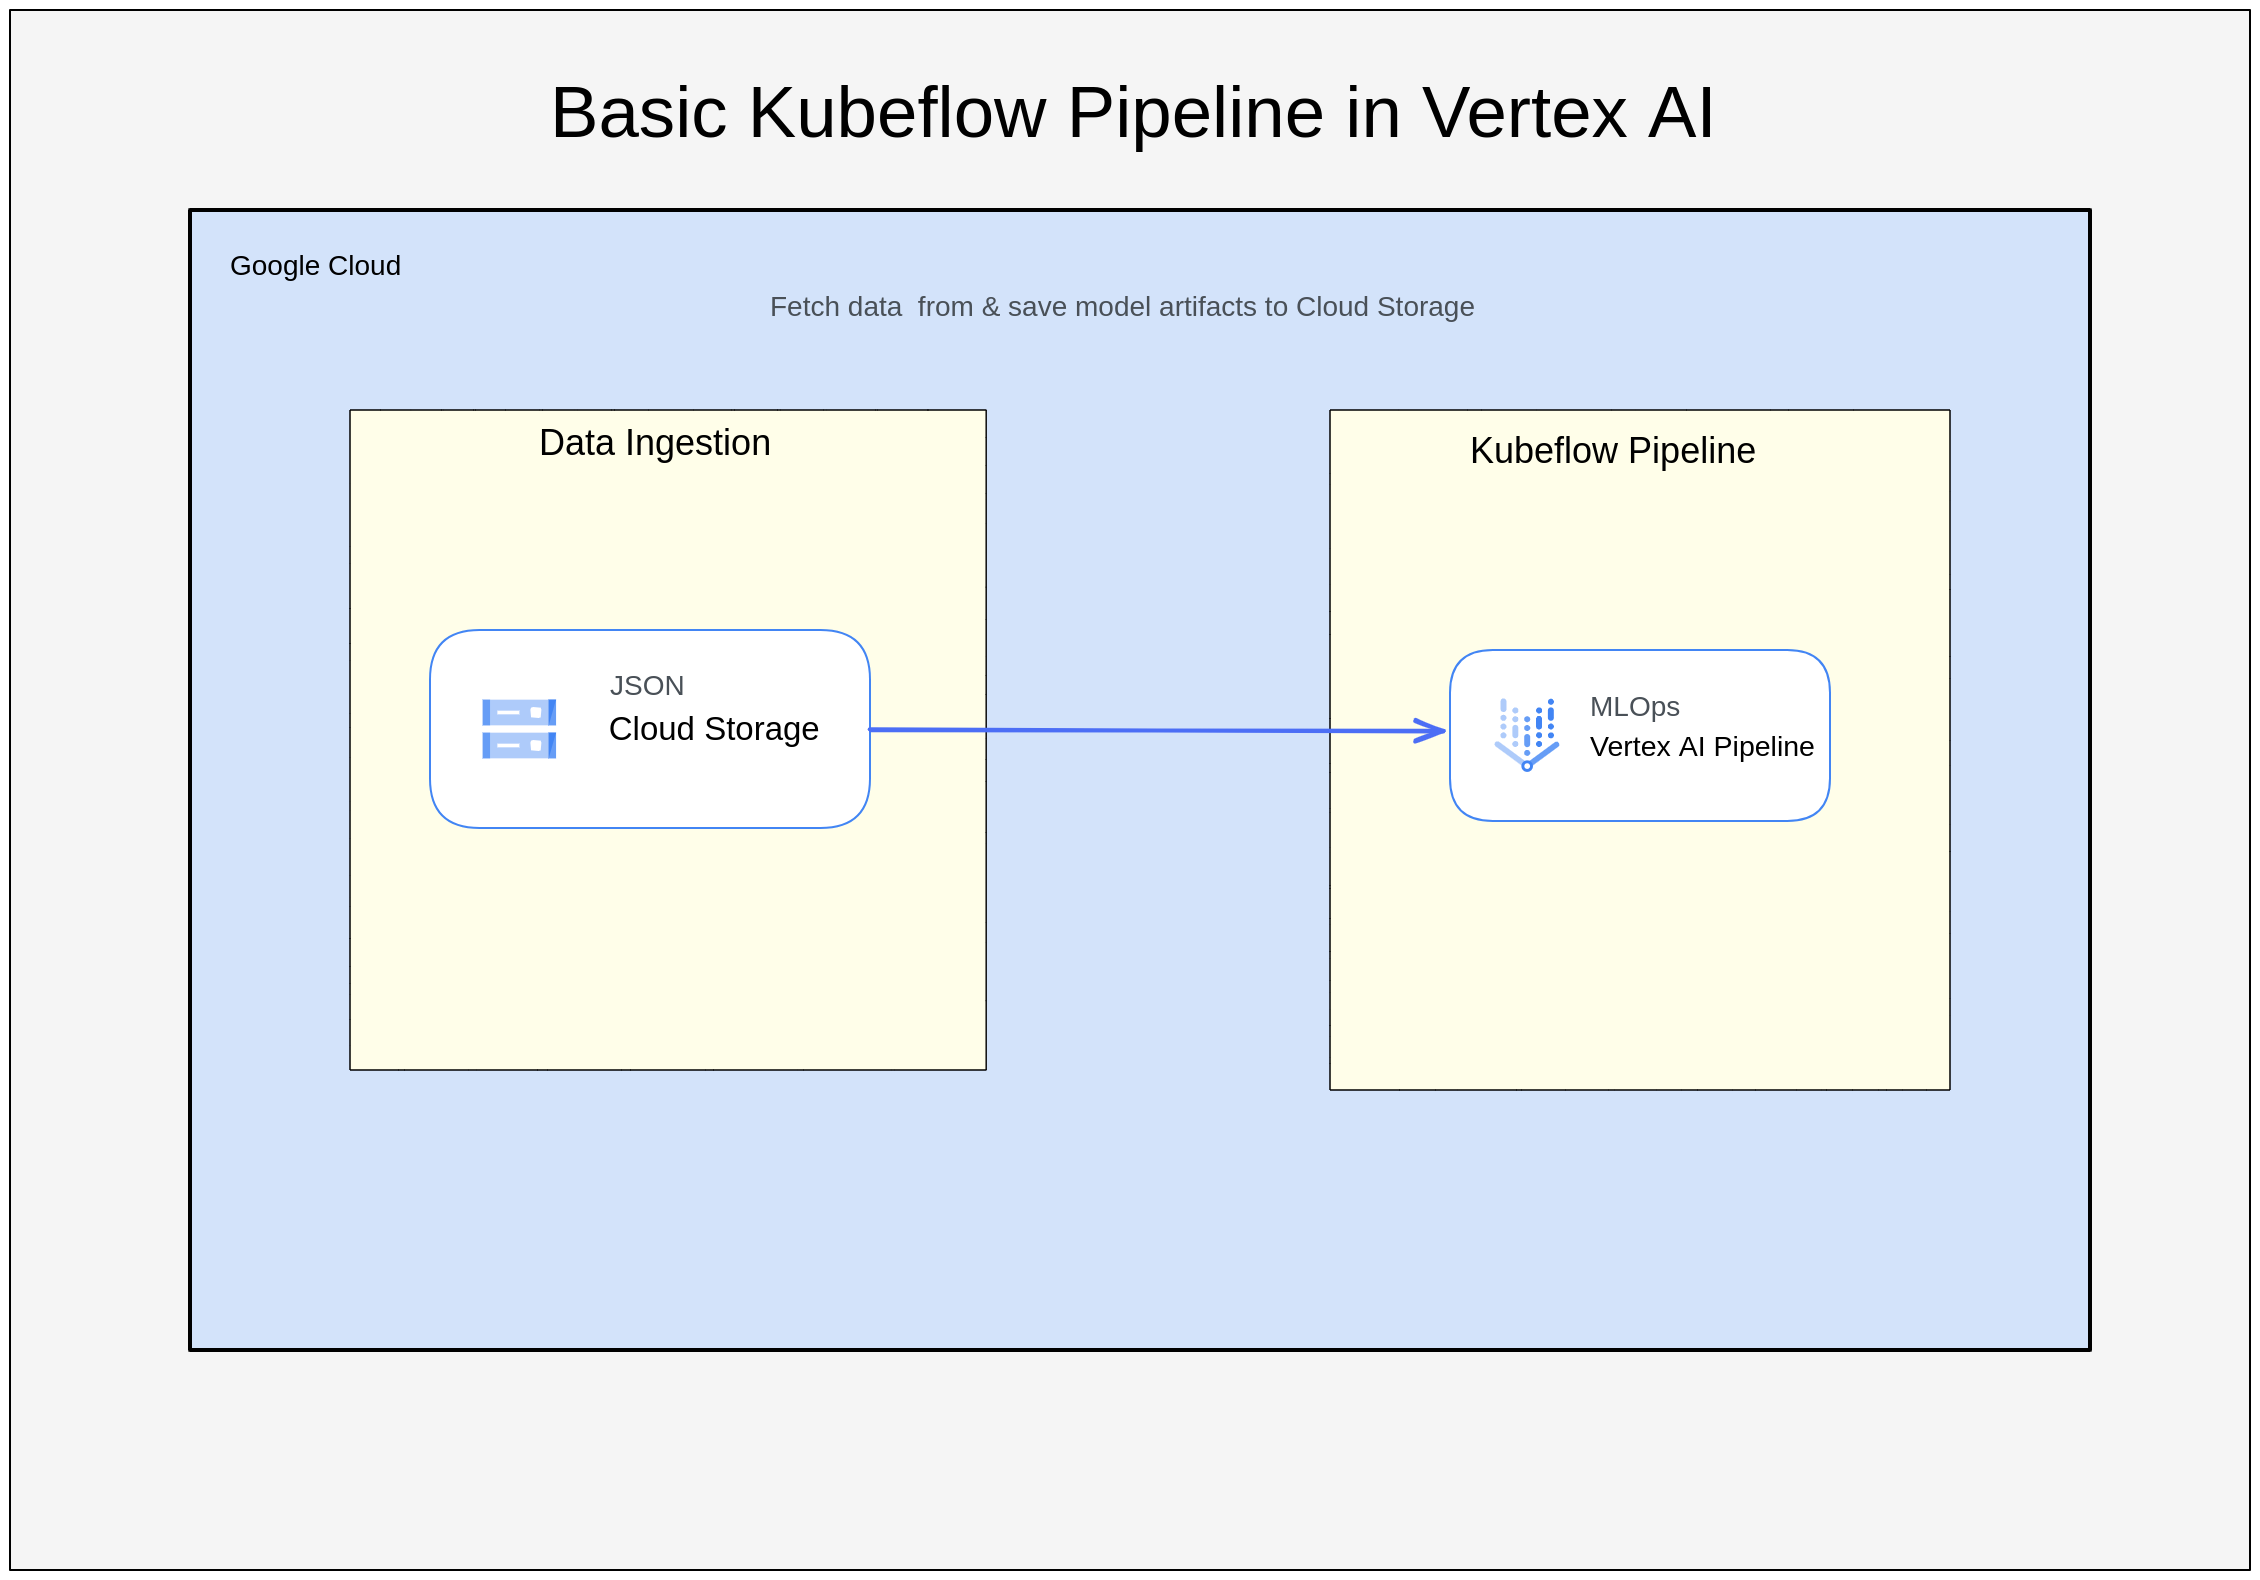 Basic Kubeflow Pipeline in Vertex AI
Google Cloud
Fetch data  from & save model artifacts to Cloud Storage
Data Ingestion
Kubeflow Pipeline
JSON
Cloud Storage
MLOps
Vertex AI Pipeline